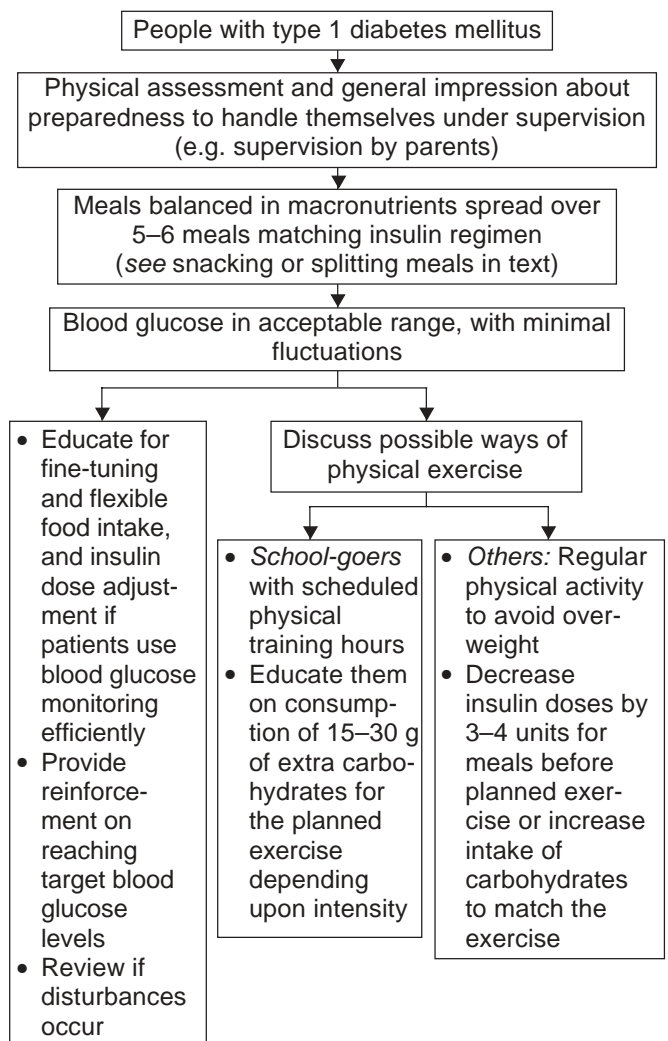 People with type 1 diabetes mellitus
Physical assessment and general impression about
preparedness to handle themselves under supervision
(e.g. supervision by parents)
Meals balanced in macronutrients spread over
5–6 meals matching insulin regimen
(see snacking or splitting meals in text)
Blood glucose in acceptable range, with minimal
fluctuations
• Educate for
fine-tuning
and flexible
food intake,
and insulin
dose adjust-
ment if
patients use
blood glucose
monitoring
efficiently
• Provide
reinforce-
ment on
reaching
target blood
glucose
levels
• Review if
disturbances
occur
Discuss possible ways of
physical exercise
• School-goers
with scheduled
physical
training hours
• Educate them
on consump-
tion of 15–30 g
of extra carbo-
hydrates for
the planned
exercise
depending
upon intensity
• Others: Regular
physical activity
to avoid over-
weight
• Decrease
insulin doses by
3–4 units for
meals before
planned exer-
cise or increase
intake of
carbohydrates
to match the
exercise